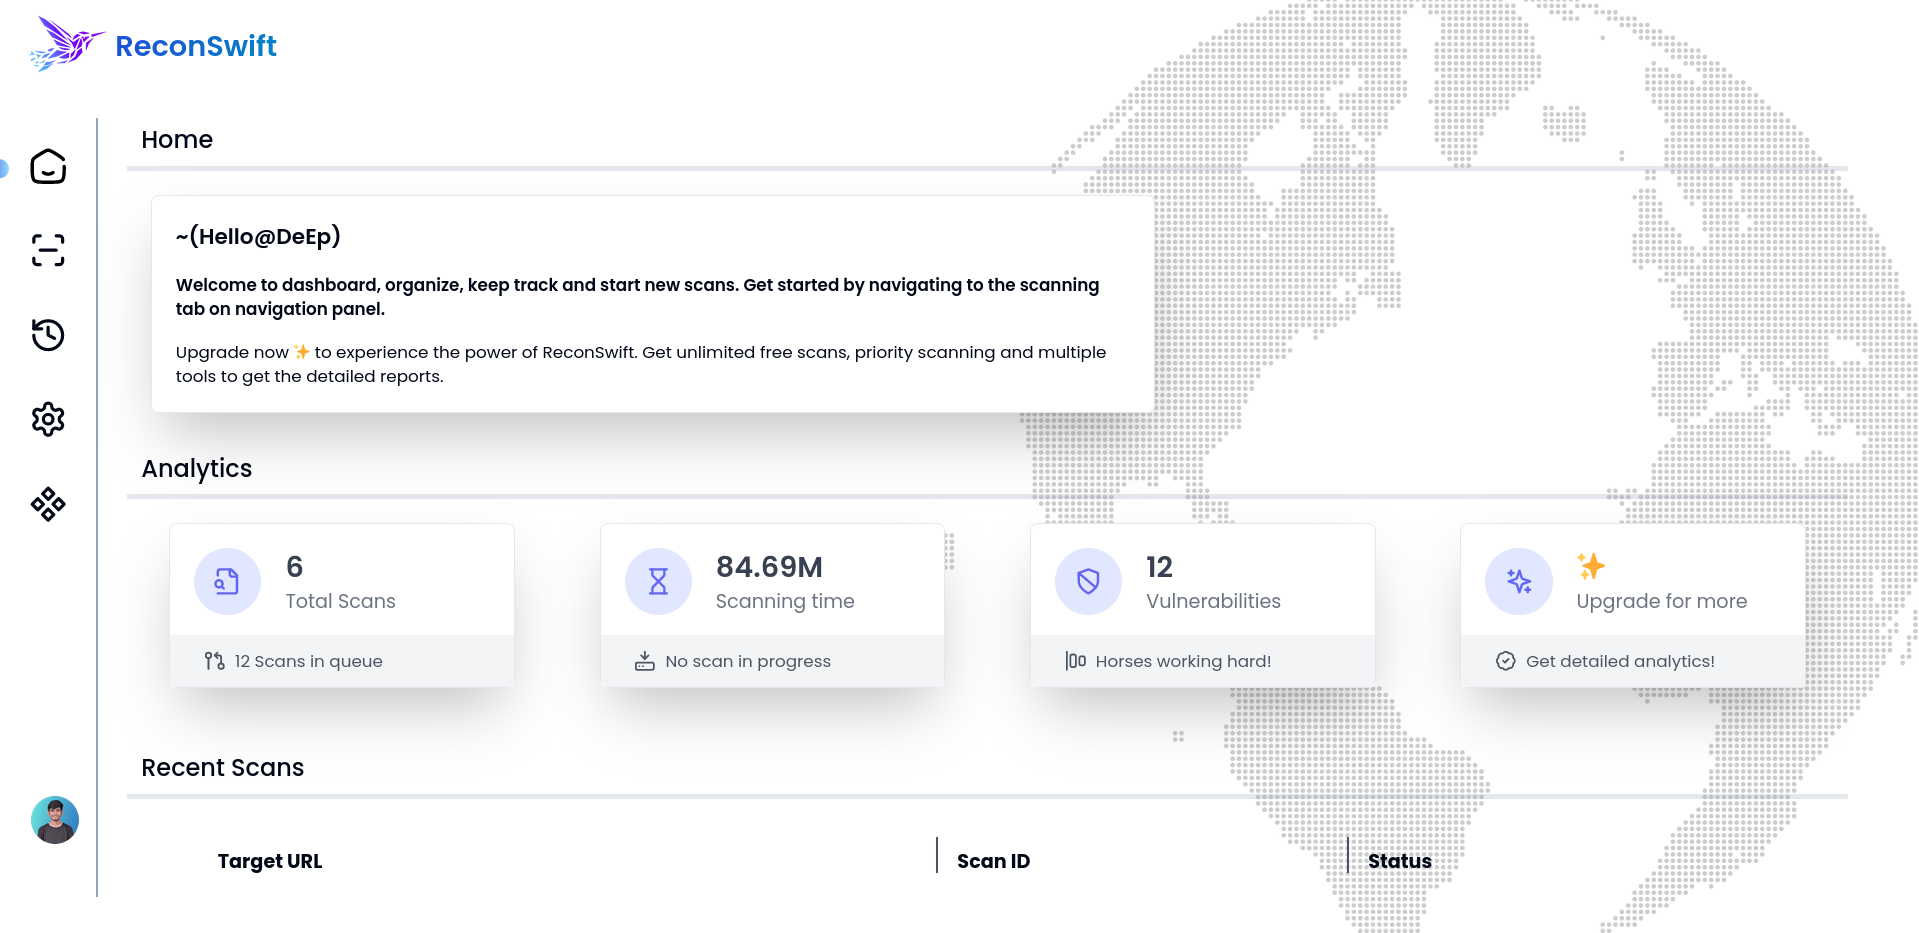 ReconSwift
Home
~(Hello@DeEp)
Welcome to dashboard, organize, keep track and start new scans. Get started by navigating to the scanning
tab on navigation panel.
Upgrade now ✨ to experience the power of ReconSwift. Get unlimited free scans, priority scanning and multiple
tools to get the detailed reports.
Analytics
6
Total Scans
12 Scans in queue
84.69M
Scanning time
No scan in progress
12
Vulnerabilities
Horses working hard!
✨
Upgrade for more
Get detailed analytics!
Recent Scans
Target URL
Scan ID
Status